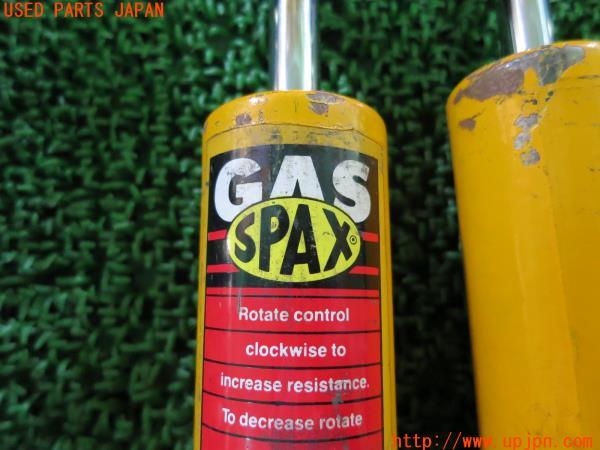 USED PARTS JAPAN
GAS
SPAX®
Rotate control
clockwise to
increase resistance.
To decrease rotate
http://www.upjpn.com/